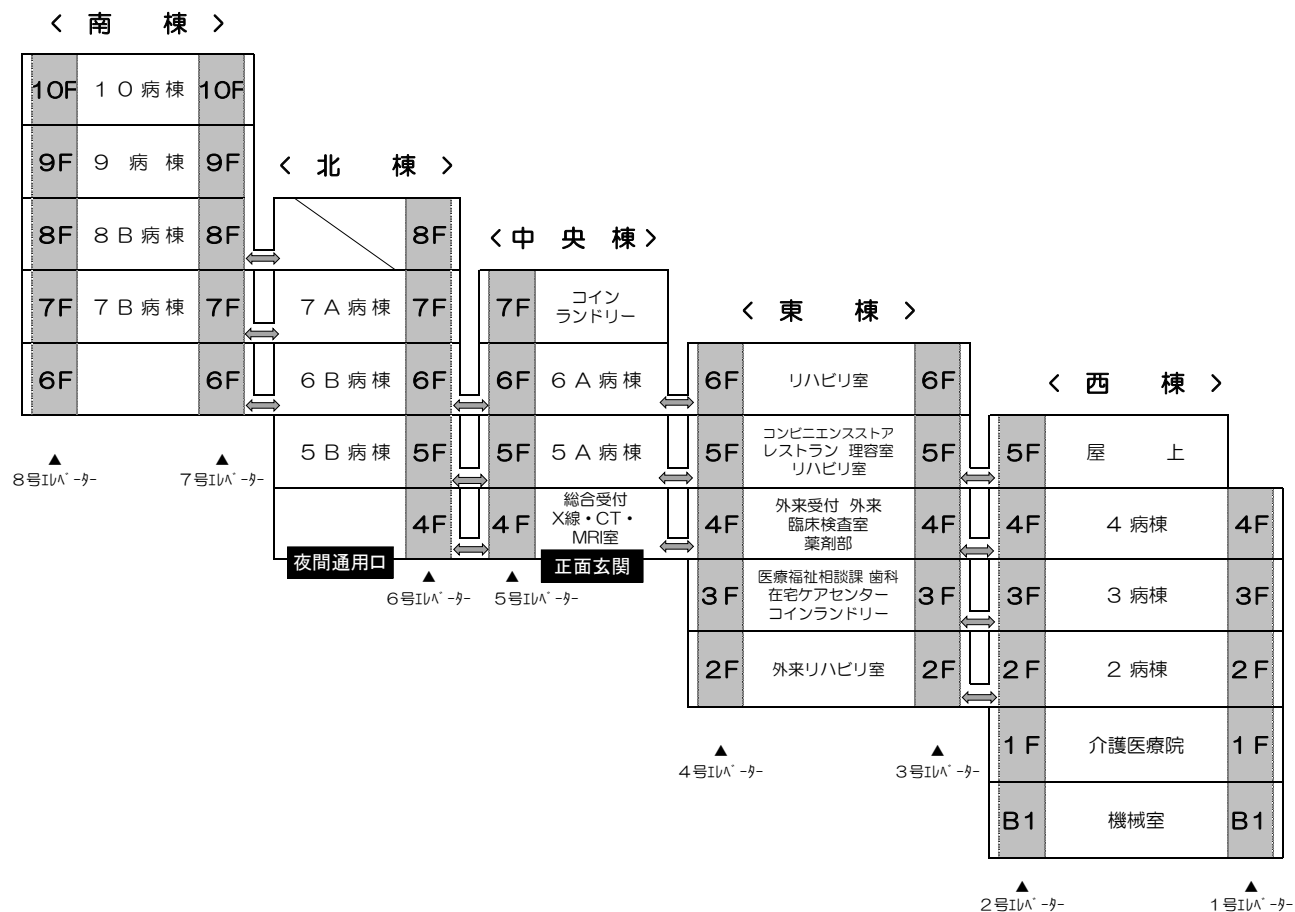 < 南　棟 >
10F 10病棟 10F
9F 9 病 棟 9F
8F 8B病棟 8F
7F 7B病棟 7F
6F 6F
▲ ▲
8号ｴﾚﾍﾞｰﾀｰ 7号ｴﾚﾍﾞｰﾀｰ
< 北　棟 >
8F
7A病棟 7F
6B病棟 6F
5B病棟 5F
4F
夜間通用口
▲
6号ｴﾚﾍﾞｰﾀｰ
< 中 央 棟 >
7F コイン
ランドリー
6F 6A病棟
5F 5A病棟
4F 総合受付
X線・CT・
MRI室
正面玄関
▲
5号ｴﾚﾍﾞｰﾀｰ
< 東　棟 >
6F リハビリ室 6F
コンビニエンスストア
5F レストラン 理容室 5F
リハビリ室
外来受付 外来
4F 臨床検査室 4F
薬剤部
医療福祉相談課 歯科
3F 在宅ケアセンター 3F
コインランドリー
2F 外来リハビリ室 2F
▲ ▲
4号ｴﾚﾍﾞｰﾀｰ 3号ｴﾚﾍﾞｰﾀｰ
< 西　棟 >
5F 屋　上
4F 4 病棟 4F
3F 3 病棟 3F
2F 2 病棟 2F
1F 介護医療院 1F
B1 機械室 B1
▲ ▲
2号ｴﾚﾍﾞｰﾀｰ 1号ｴﾚﾍﾞｰﾀｰ